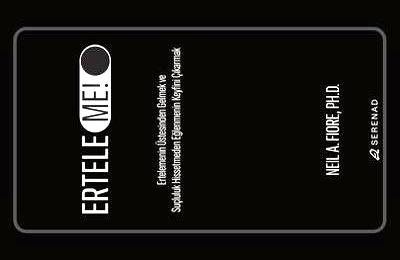 ERTELE ME!
Ertelemenin Üstesinden Gelmek ve
Suçluluk Hissetmeden Eğlenmenin Keyfini Çıkarmak
NEIL A. FIORE, PH.D.
SERENAD